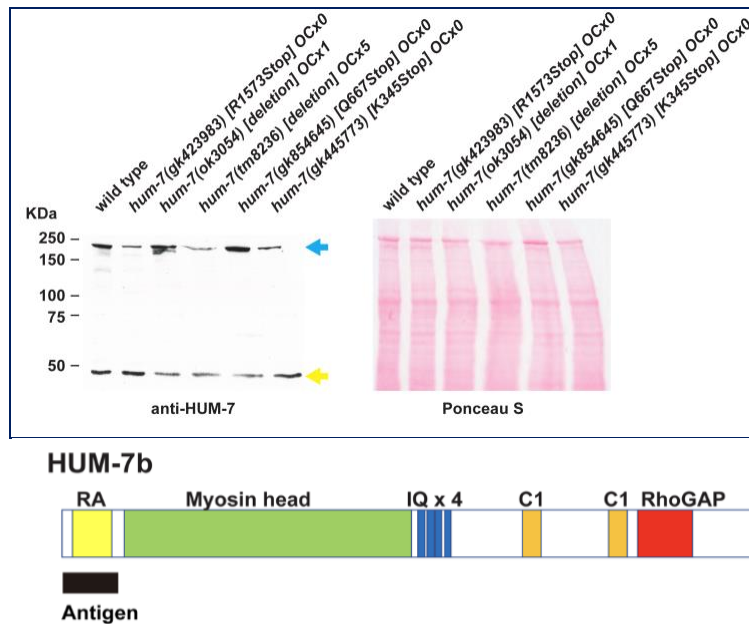 wild type
hum-7(gk423983) [R1573Stop] OCx0
hum-7(ok3054) [deletion] OCx1
hum-7(tm8236) [deletion] OCx5
hum-7(gk854645) [Q667Stop] OCx0
hum-7(gk445773) [K345Stop] OCx0
wild type
hum-7(gk423983) [R1573Stop] OCx0
hum-7(ok3054) [deletion] OCx1
hum-7(tm8236) [deletion] OCx5
hum-7(gk854645) [Q667Stop] OCx0
hum-7(gk445773) [K345Stop] OCx0
KDa
250
150
100
75
50
anti-HUM-7
Ponceau S
HUM-7b
RA Myosin head IQ x 4 C1 C1 RhoGAP
Antigen